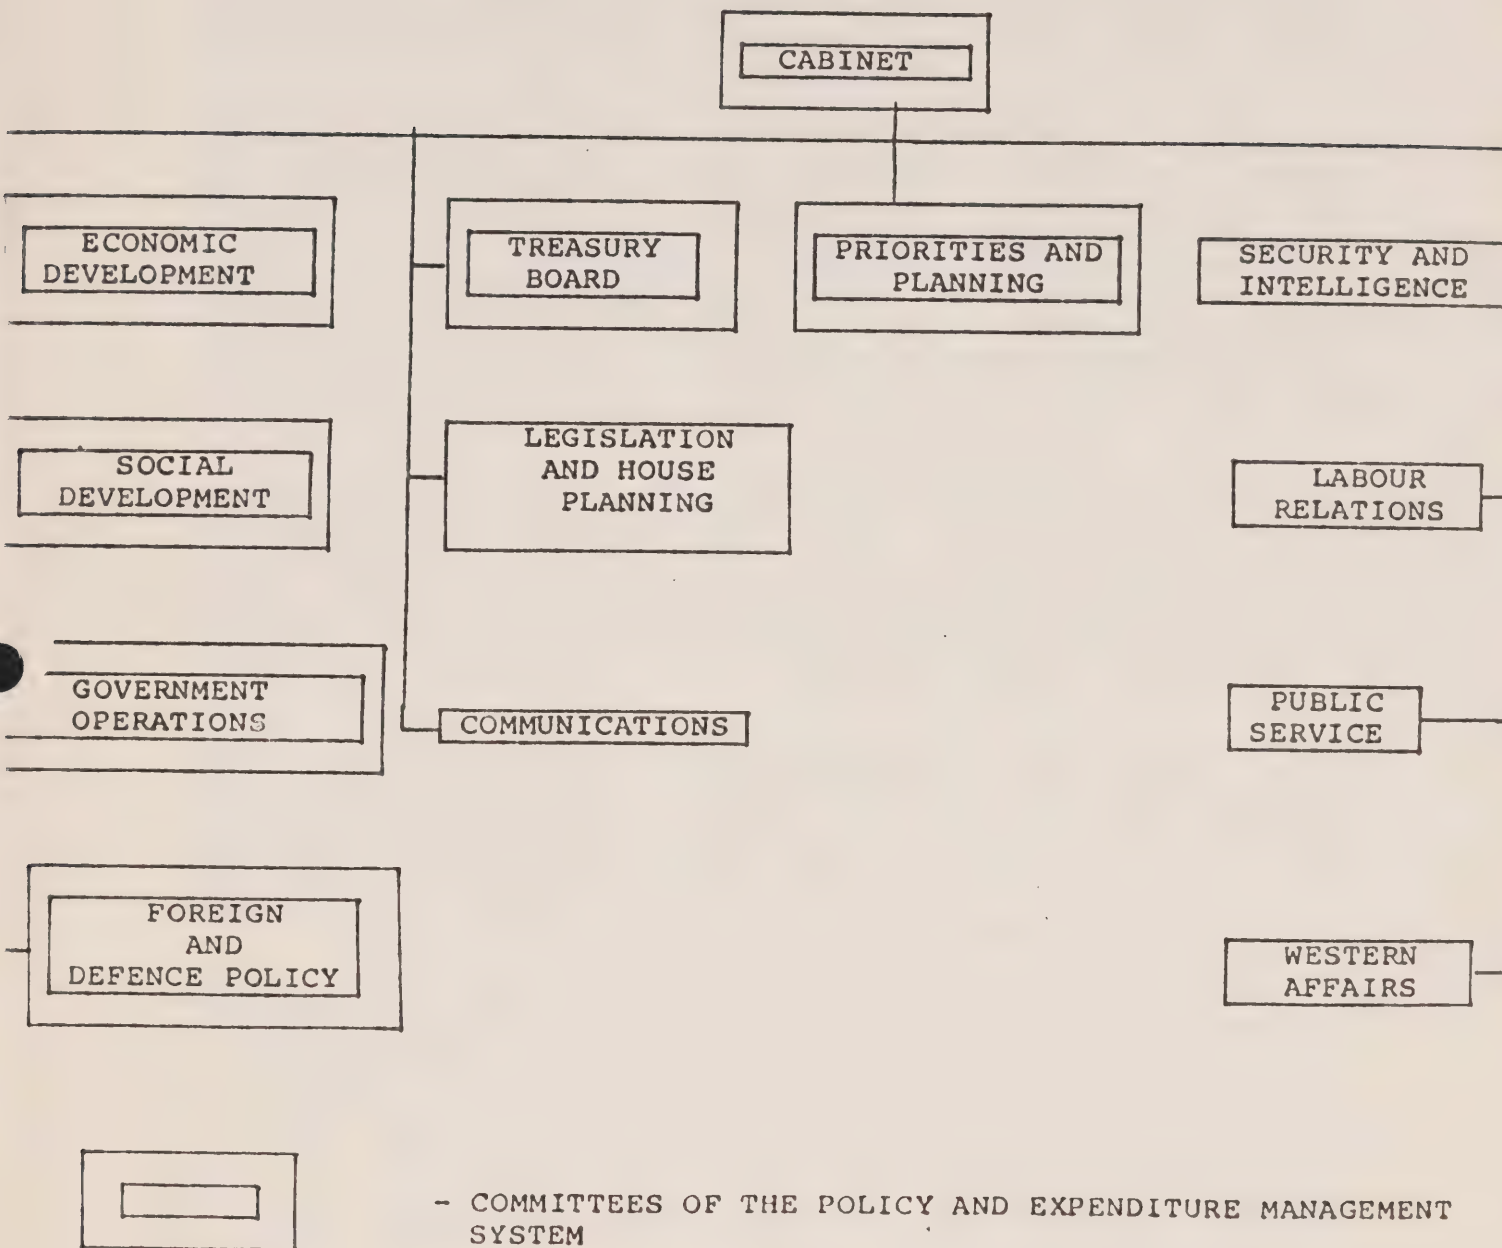 CABINET
ECONOMIC
DEVELOPMENT
TREASURY
BOARD
PRIORITIES AND
PLANNING
SECURITY AND
INTELLIGENCE
SOCIAL
DEVELOPMENT
LEGISLATION
AND HOUSE
PLANNING
LABOUR
RELATIONS
GOVERNMENT
OPERATIONS
COMMUNICATIONS
PUBLIC
SERVICE
FOREIGN
AND
DEFENCE POLICY
WESTERN
AFFAIRS
- COMMITTEES OF THE POLICY AND EXPENDITURE MANAGEMENT
SYSTEM